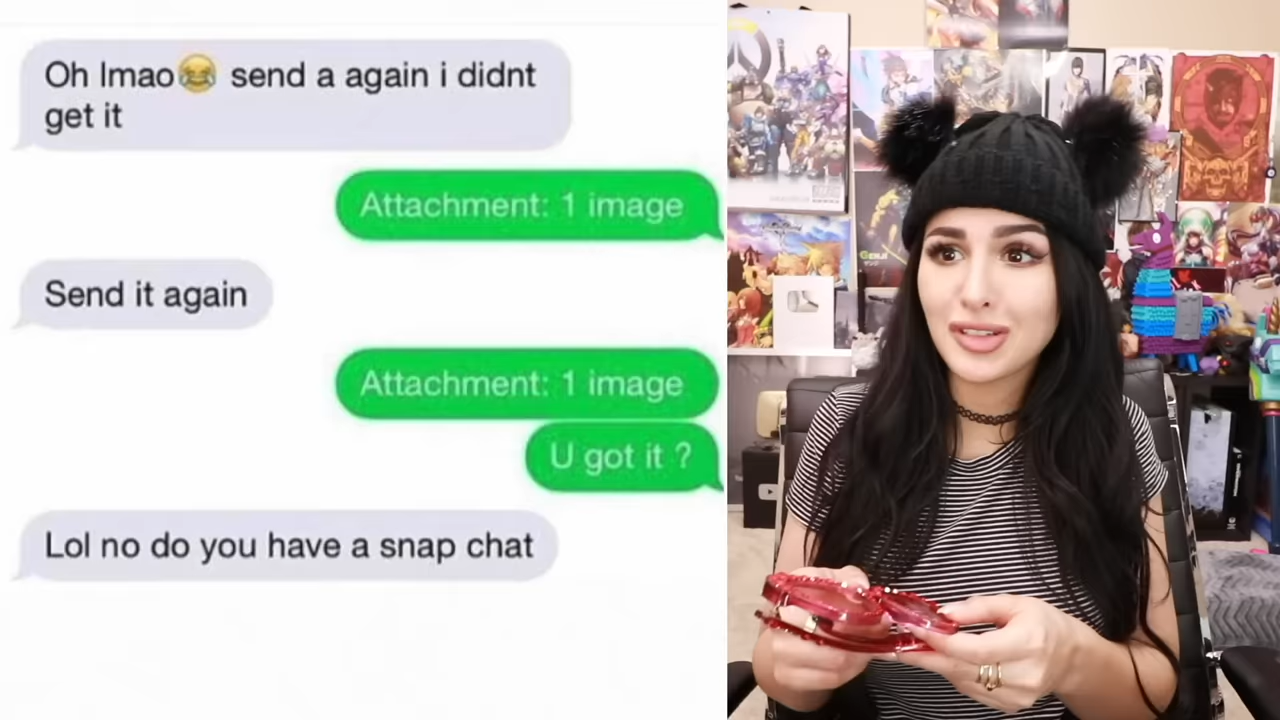 Oh lmao😂 send a again i didnt
get it
Attachment: 1 image
Send it again
Attachment: 1 image
U got it ?
Lol no do you have a snap chat
GENJI